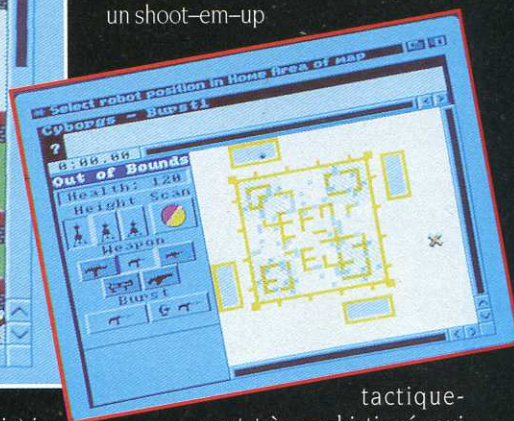 un shoot–em–up
# Select robot position in Home Area of map
Cyborgs - Burst1
?
0:00.00
Out of Bounds
Health: 120
Height Scan
Weapon
Burst
tactique-